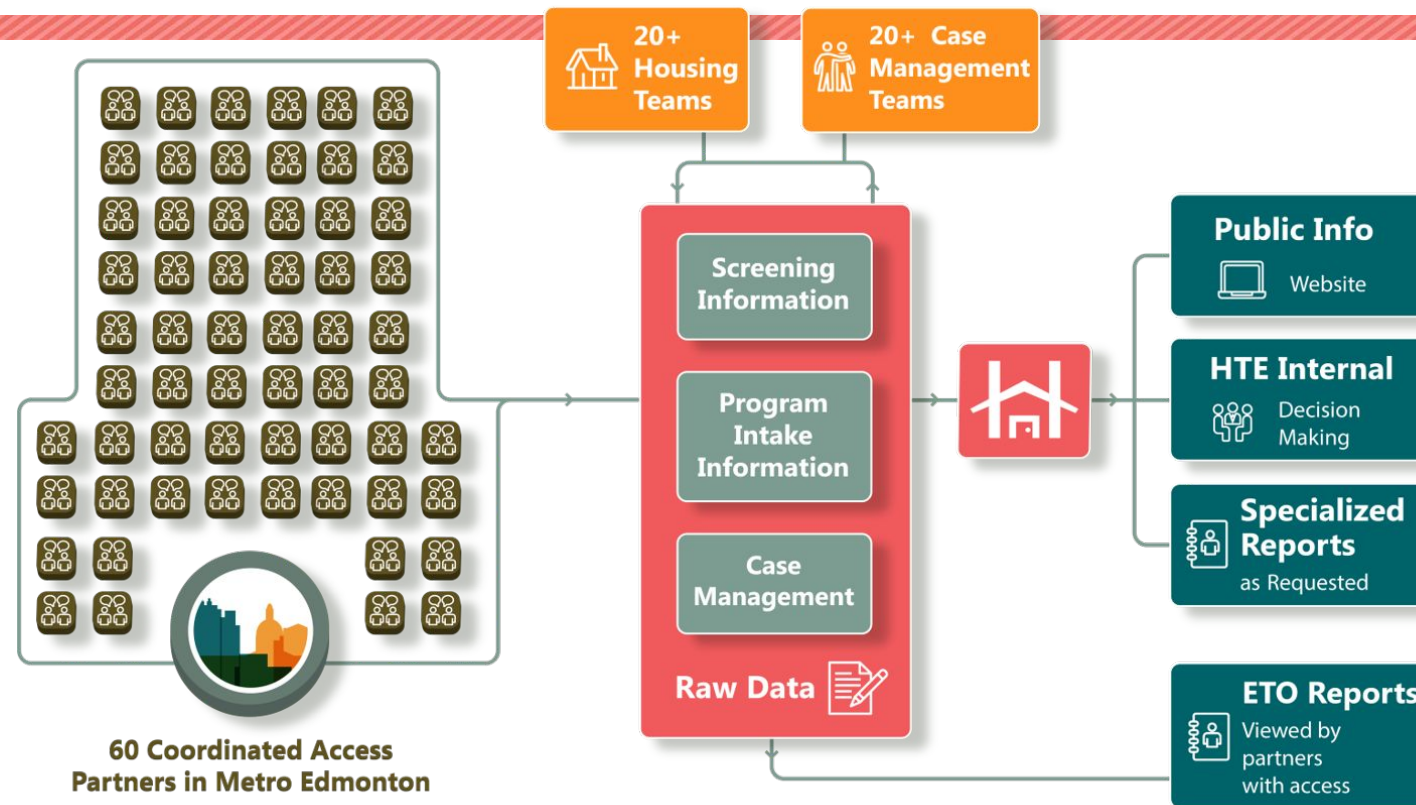 20+
Housing
Teams
20+ Case
Management
Teams
60 Coordinated Access
Partners in Metro Edmonton
Screening
Information
Program
Intake
Information
Case
Management
Raw Data
Public Info
Website
HTE Internal
Decision
Making
Specialized
Reports
as Requested
ETO Reports
Viewed by
partners
with access